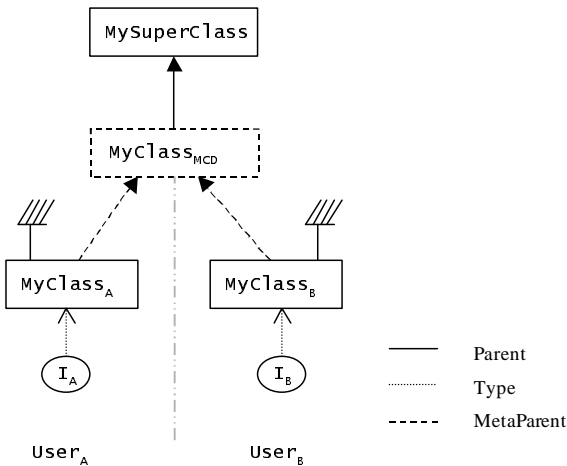 MySuperClass
MyClassMCD
MyClassA
MyClassB
IA
IB
Parent
Type
MetaParent
UserA
UserB